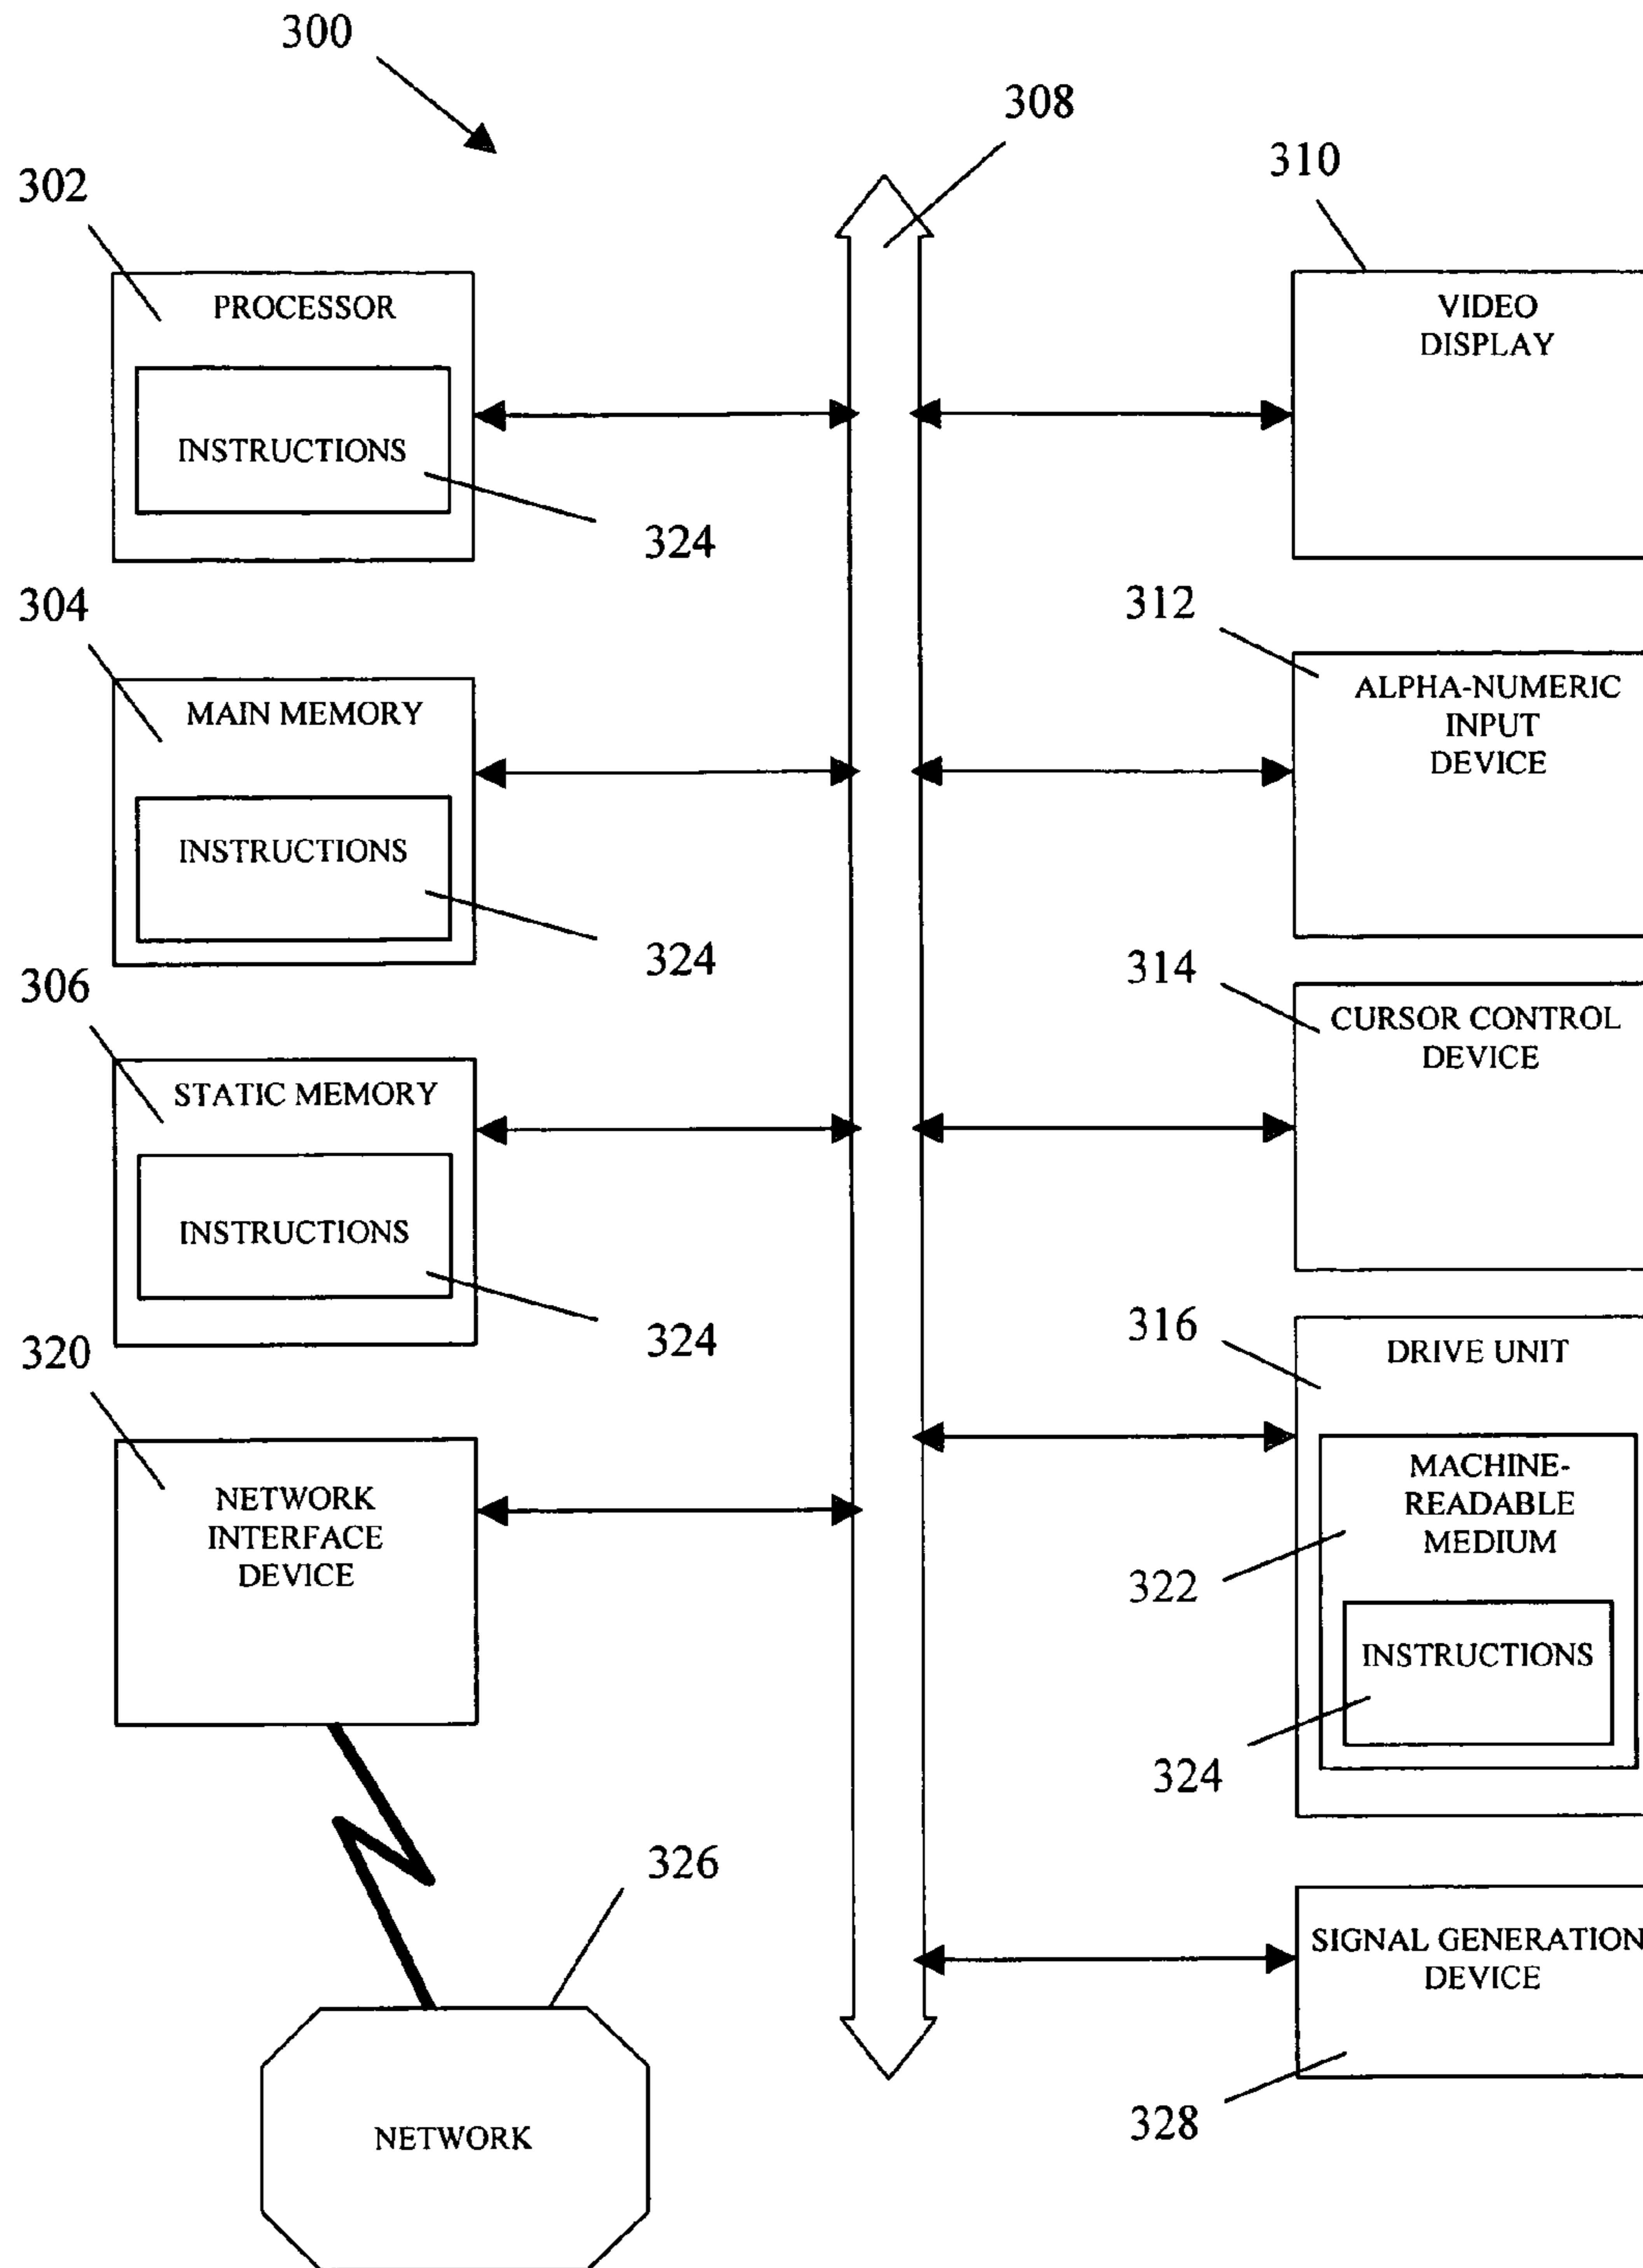 300
308
302
310
PROCESSOR
INSTRUCTIONS
324
VIDEO
DISPLAY
304
MAIN MEMORY
INSTRUCTIONS
324
312
ALPHA-NUMERIC
INPUT
DEVICE
306
STATIC MEMORY
INSTRUCTIONS
324
314
CURSOR CONTROL
DEVICE
320
NETWORK
INTERFACE
DEVICE
316
DRIVE UNIT
MACHINE-
READABLE
MEDIUM
322
INSTRUCTIONS
324
326
NETWORK
SIGNAL GENERATION
DEVICE
328